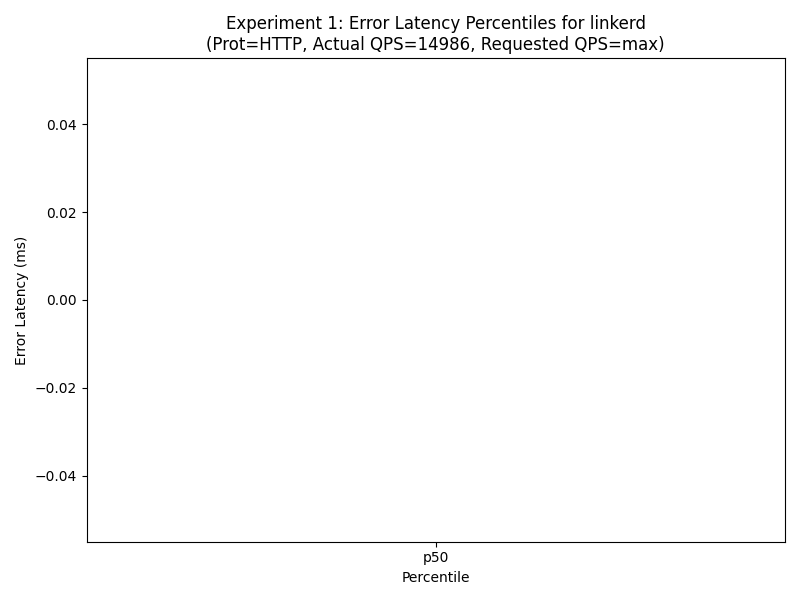 Experiment 1: Error Latency Percentiles for linkerd
(Prot=HTTP, Actual QPS=14986, Requested QPS=max)
Error Latency (ms)
0.04
0.02
0.00
−0.02
−0.04
p50
Percentile